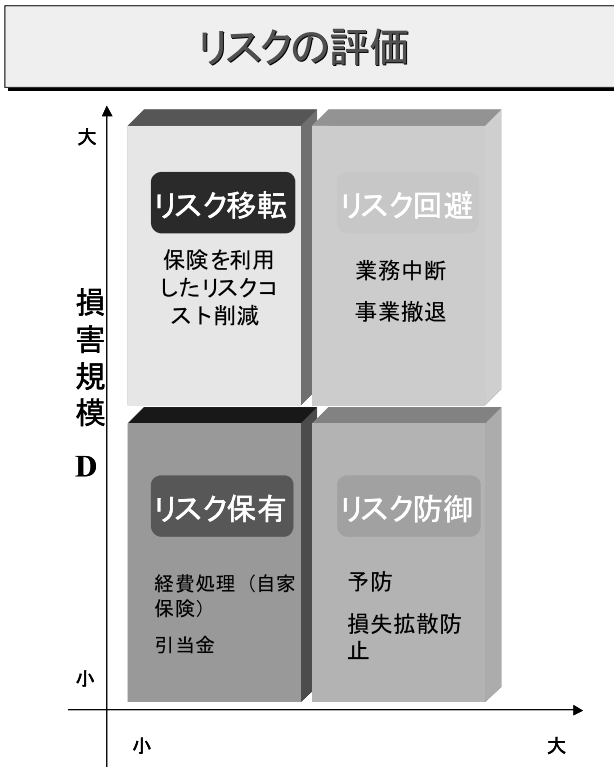 リスクの評価
大
リスク移転
保険を利用
したリスクコ
スト削減
リスク回避
業務中断
事業撤退
損
害
規
模
D
リスク保有
経費処理（自家
保険）
引当金
リスク防御
予防
損失拡散防
止
小
小
大